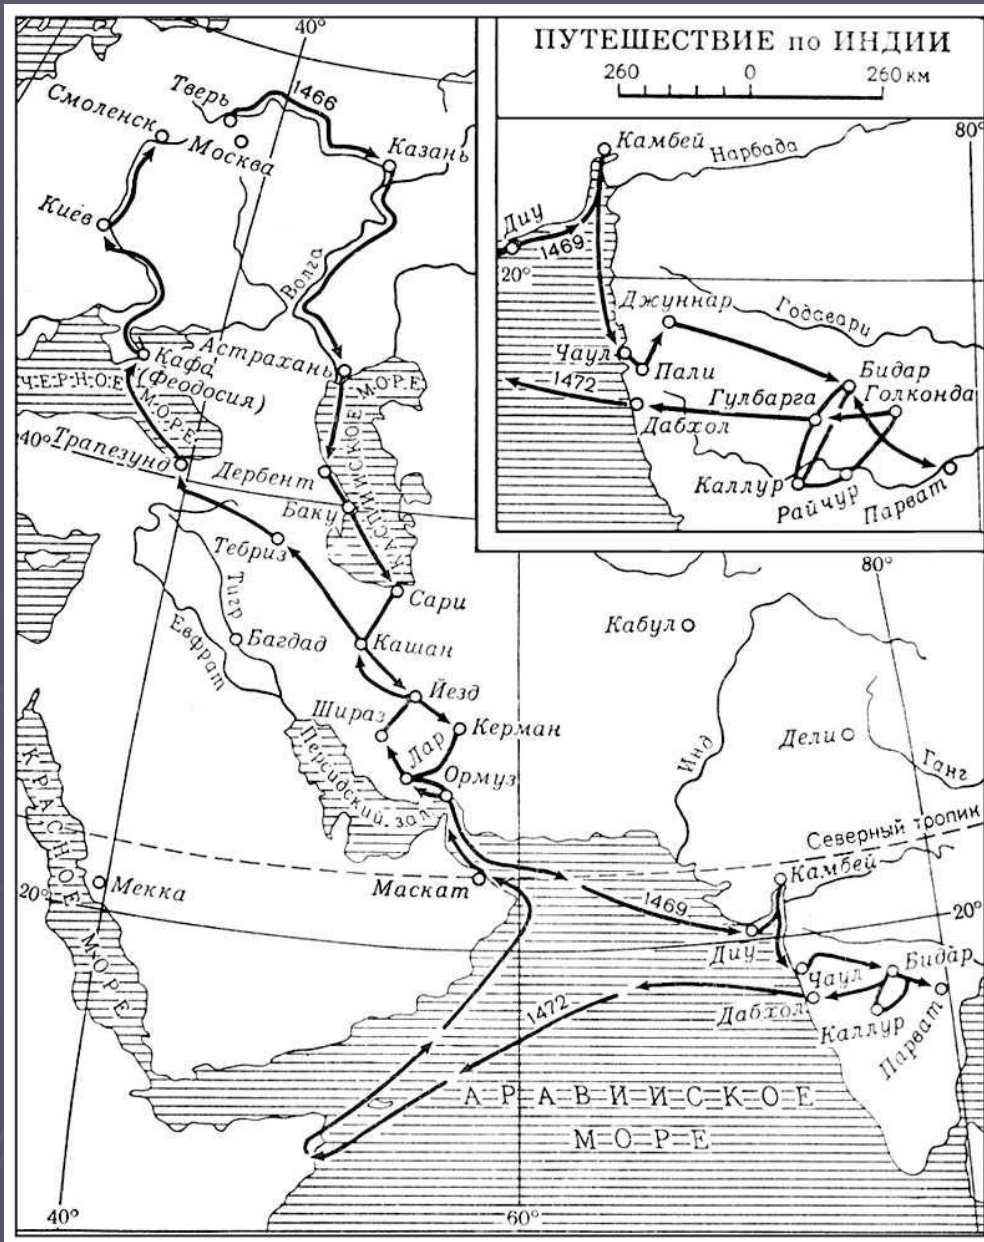 40°
ПУТЕШЕСТВИЕ по ИНДИИ
260 0 260 км
Тверь
1466
Смоленск
Москва
Казань
Киев
Волга
Астрахань
Кафа
(Феодосия)
ЧЕРНОЕ
МОРЕ
КАСПИЙСКОЕ МОРЕ
40°
Трапезунд
Дербент
Баку
Тебриз
Сари
Тигр
Евфрат
Багдад
Кашан
Йезд
Шираз
Керман
Лар
Ормуз
Персидский зал.
Маскат
Мекка
20°
КРАСНОЕ
МОРЕ
Камбей
Нарбада
80°
Диу
1469
20°
Джуннар
Годавари
Чаул
Пали
Бидар
Голконда
1472
Гулбарга
Дабхол
Каллур
Райчур
Парват
80°
Кабул
Инд
Дели
Ганг
Северный тропик
Камбей
1469
20°
Диу
Чаул
Бидар
Дабхол
Каллур
Парват
1472
АРАВИЙСКОЕ
МОРЕ
40°
60°